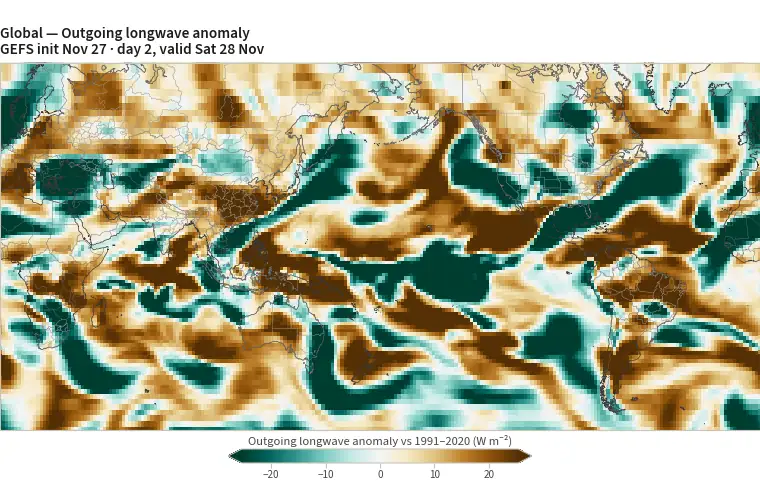 Global — Outgoing longwave anomaly
GEFS init Nov 27 · day 2, valid Sat 28 Nov
Outgoing longwave anomaly vs 1991–2020 (W m⁻²)
−20 −10 0 10 20